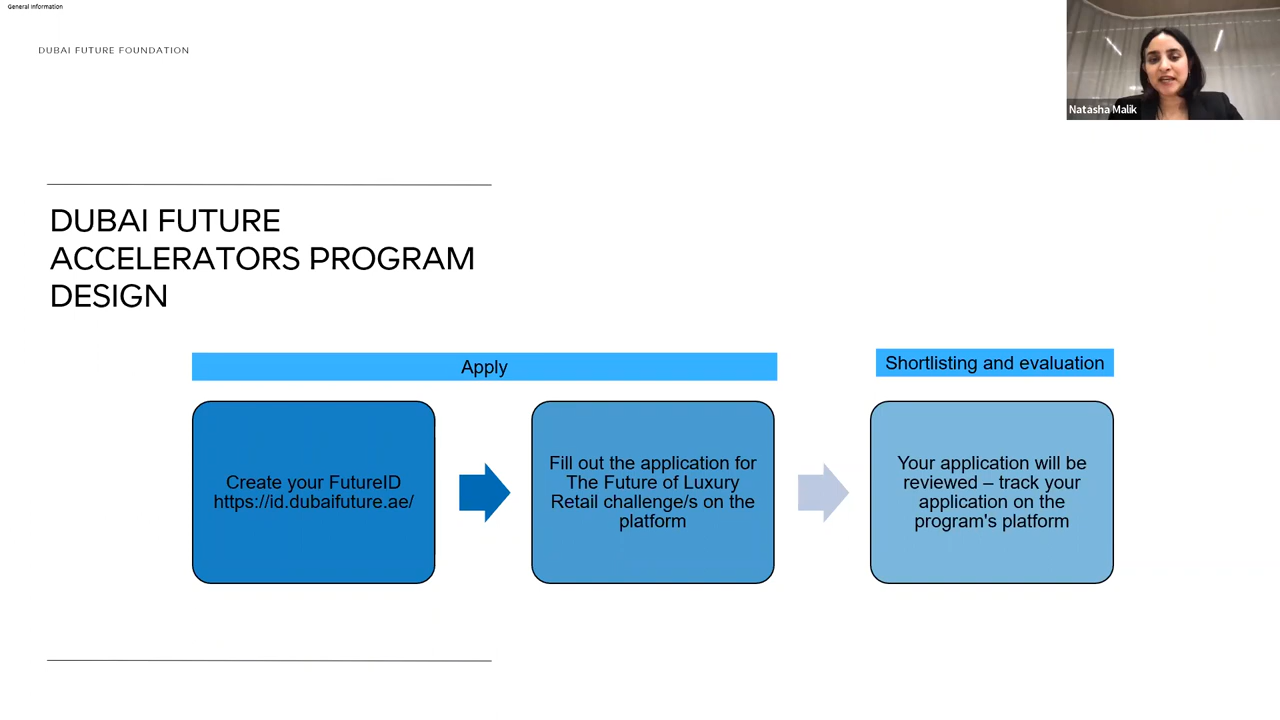 General Information
DUBAI FUTURE FOUNDATION
Natasha Malik
DUBAI FUTURE
ACCELERATORS PROGRAM
DESIGN
Apply
Shortlisting and evaluation
Create your FutureID
https://id.dubaifuture.ae/
Fill out the application for
The Future of Luxury
Retail challenge/s on the
platform
Your application will be
reviewed – track your
application on the
program's platform